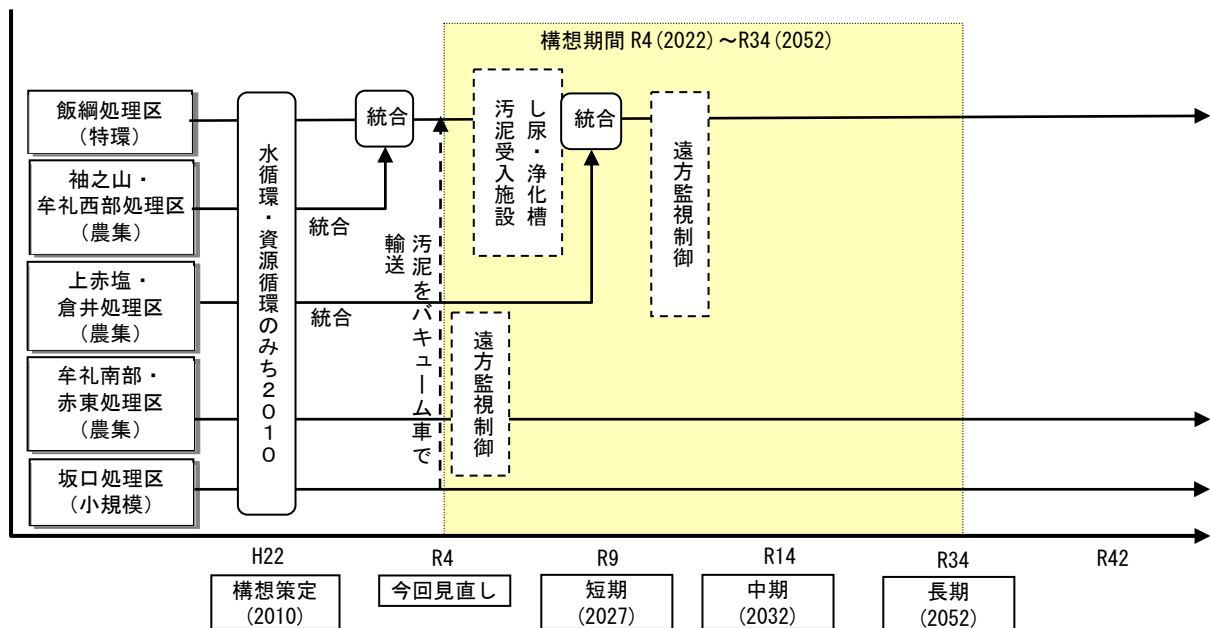 構想期間 R4(2022)～R34(2052)
飯綱処理区
（特環）
袖之山・
牟礼西部処理区
（農集）
上赤塩・
倉井処理区
（農集）
牟礼南部・
赤東処理区
（農集）
坂口処理区
（小規模）
水循環・資源循環のみち２０１０
統合
統合
統合
汚泥をバキューム車で
輸送
し尿・浄化槽
汚泥受入施設
統合
遠方監視制御
遠方監視制御
H22
R4
R9
R14
R34
R42
構想策定
(2010)
今回見直し
短期
(2027)
中期
(2032)
長期
(2052)